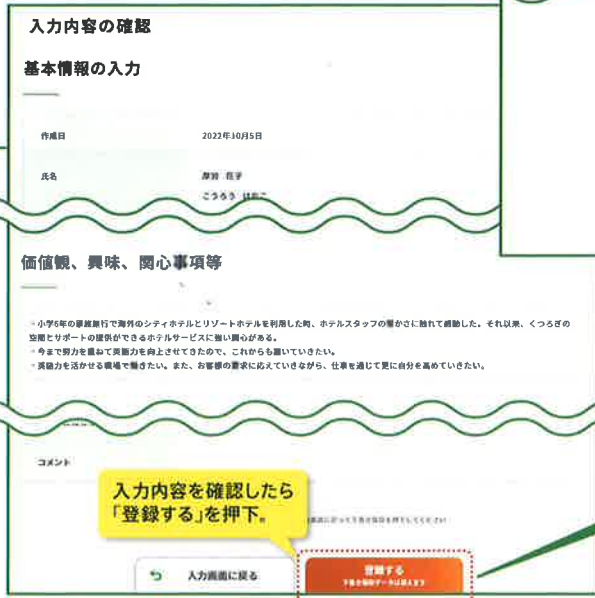 入力内容の確認
基本情報の入力
作成日
2022年10月5日
氏名
厚労 花子
こうろう はなこ
価値観、興味、関心事項等
・小学6年の家族旅行で海外のシティホテルとリゾートホテルを利用した時、ホテルスタッフの暖かさに触れて感動した。それ以来、くつろぎの
空間とサポートの提供ができるホテルサービスに強い関心がある。
・今まで努力を重ねて英語力を向上させてきたので、これからも磨いていきたい。
・英語力を活かせる職場で働きたい。また、お客様の要求に応えていきながら、仕事を通じて更に自分を高めていきたい。
コメント
入力内容を確認したら
「登録する」を押下。
入力画面に戻る
登録する